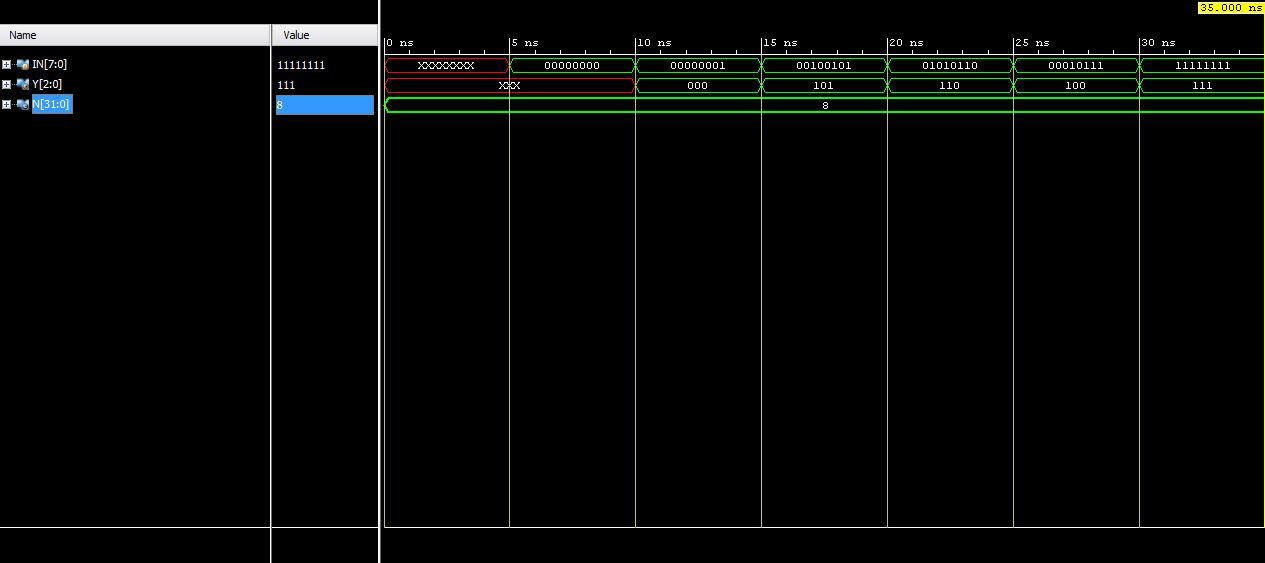 35.000 ns
Name Value
0 ns 5 ns 10 ns 15 ns 20 ns 25 ns 30 ns
IN[7:0] 11111111 XXXXXXXX 00000000 00000001 00100101 01010110 00010111 11111111
Y[2:0] 111 XXX 000 101 110 100 111
N[31:0] 8 8